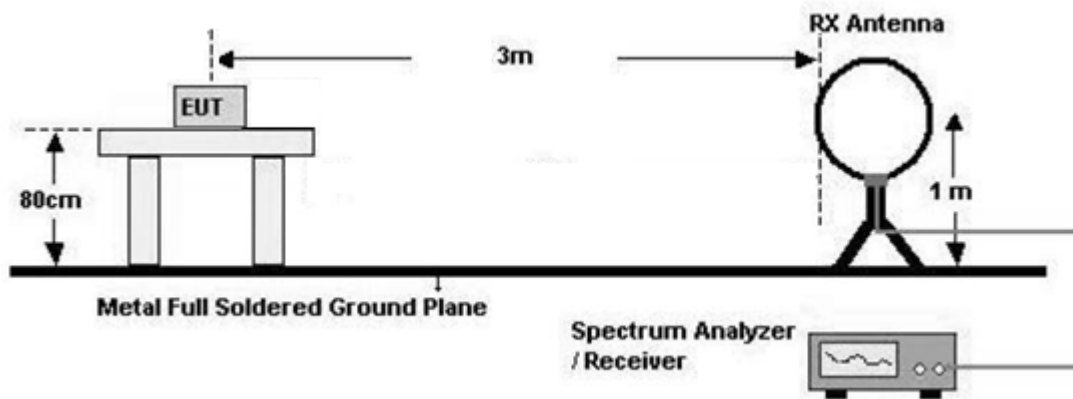 RX Antenna
3m
EUT
80cm
1 m
Metal Full Soldered Ground Plane
Spectrum Analyzer
/ Receiver